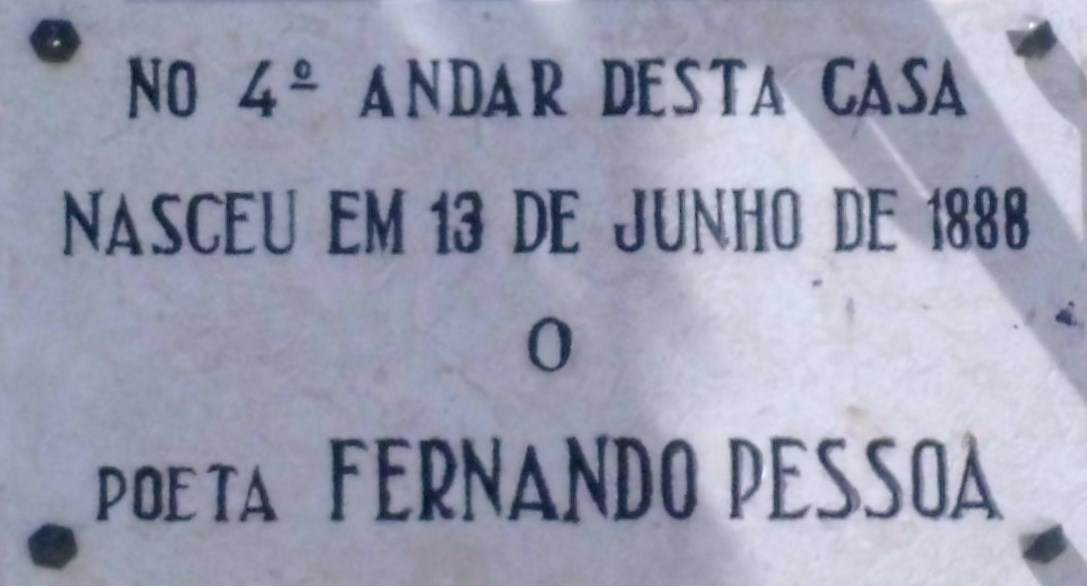 NO 4º ANDAR DESTA CASA
NASCEU EM 13 DE JUNHO DE 1888
O
POETA FERNANDO PESSOA